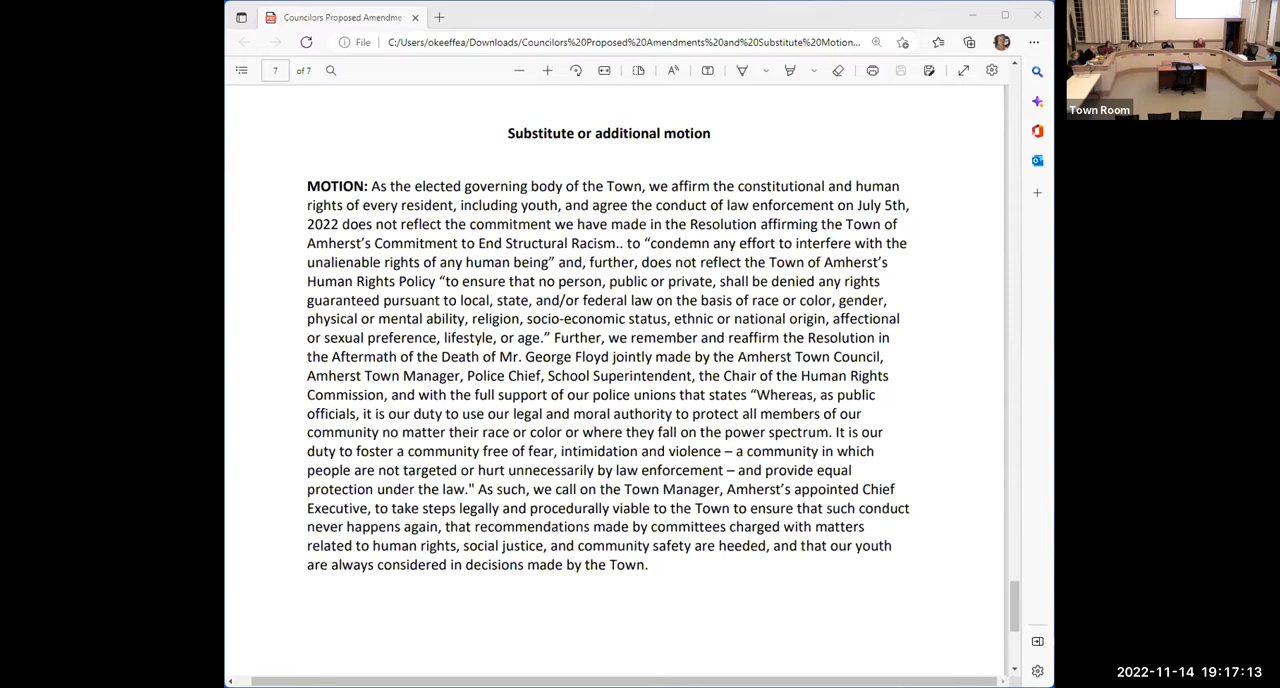 Councilors Proposed Amendme
File
C:/Users/okeeffea/Downloads/Councilors%20Proposed%20Amendments%20and%20Substitute%20Motion...
7 of 7
Substitute or additional motion
MOTION: As the elected governing body of the Town, we affirm the constitutional and human
rights of every resident, including youth, and agree the conduct of law enforcement on July 5th,
2022 does not reflect the commitment we have made in the Resolution affirming the Town of
Amherst’s Commitment to End Structural Racism.. to “condemn any effort to interfere with the
unalienable rights of any human being” and, further, does not reflect the Town of Amherst’s
Human Rights Policy “to ensure that no person, public or private, shall be denied any rights
guaranteed pursuant to local, state, and/or federal law on the basis of race or color, gender,
physical or mental ability, religion, socio-economic status, ethnic or national origin, affectional
or sexual preference, lifestyle, or age.” Further, we remember and reaffirm the Resolution in
the Aftermath of the Death of Mr. George Floyd jointly made by the Amherst Town Council,
Amherst Town Manager, Police Chief, School Superintendent, the Chair of the Human Rights
Commission, and with the full support of our police unions that states “Whereas, as public
officials, it is our duty to use our legal and moral authority to protect all members of our
community no matter their race or color or where they fall on the power spectrum. It is our
duty to foster a community free of fear, intimidation and violence – a community in which
people are not targeted or hurt unnecessarily by law enforcement – and provide equal
protection under the law." As such, we call on the Town Manager, Amherst’s appointed Chief
Executive, to take steps legally and procedurally viable to the Town to ensure that such conduct
never happens again, that recommendations made by committees charged with matters
related to human rights, social justice, and community safety are heeded, and that our youth
are always considered in decisions made by the Town.
Town Room
2022-11-14 19:17:13